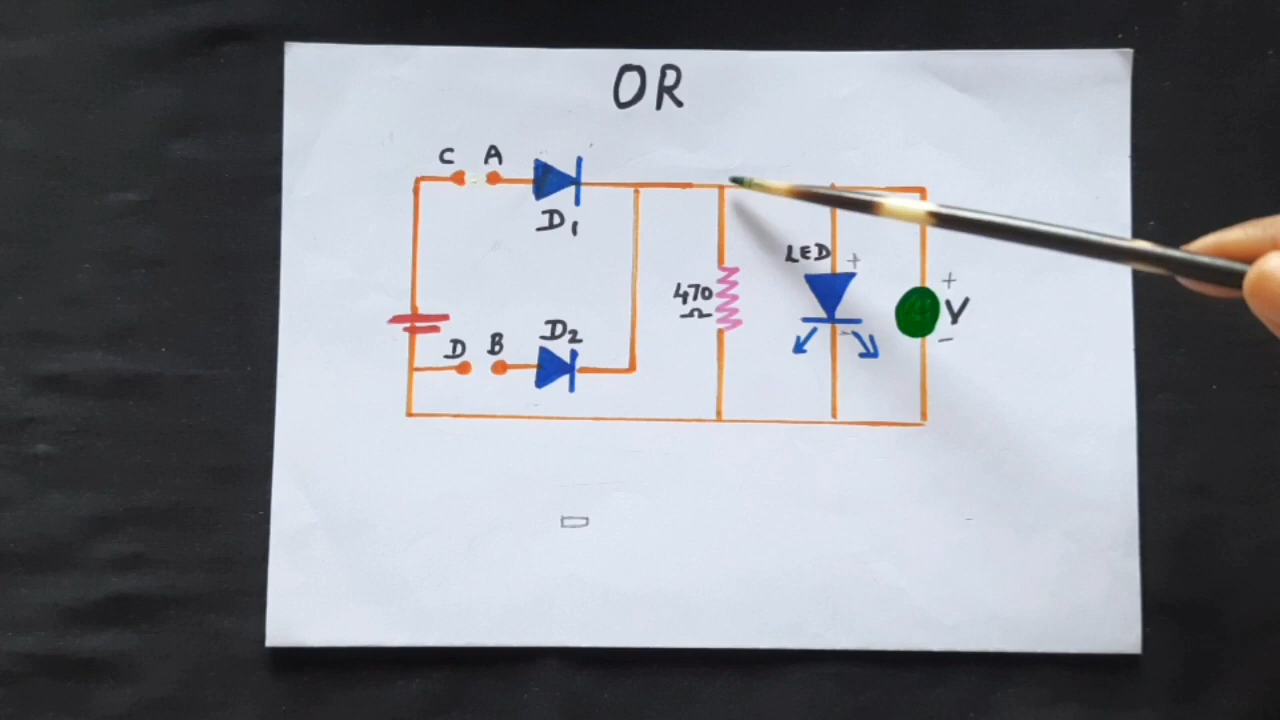 OR
C A
D1
LED +
+
470
Ω
V
-
-
D B D2